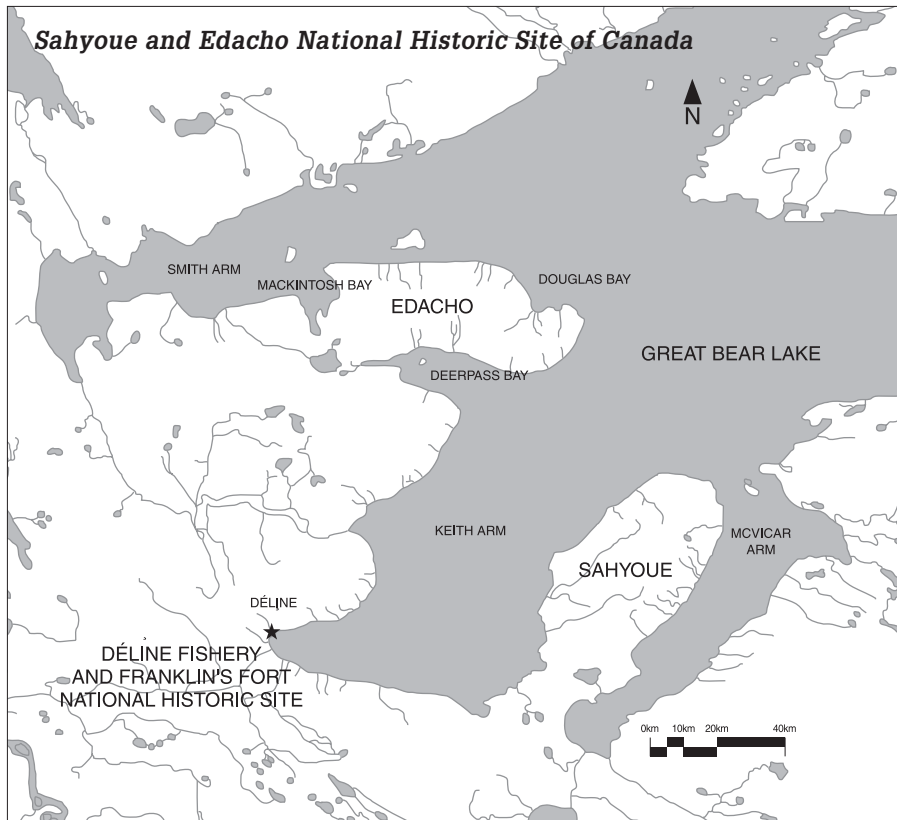 Sahyoue and Edacho National Historic Site of Canada
N
SMITH ARM
MACKINTOSH BAY
DOUGLAS BAY
EDACHO
GREAT BEAR LAKE
DEERPASS BAY
KEITH ARM
MCVICAR
ARM
SAHYOUE
DÉLINE
DÉLINE FISHERY
AND FRANKLIN'S FORT
NATIONAL HISTORIC SITE
0km 10km 20km 40km